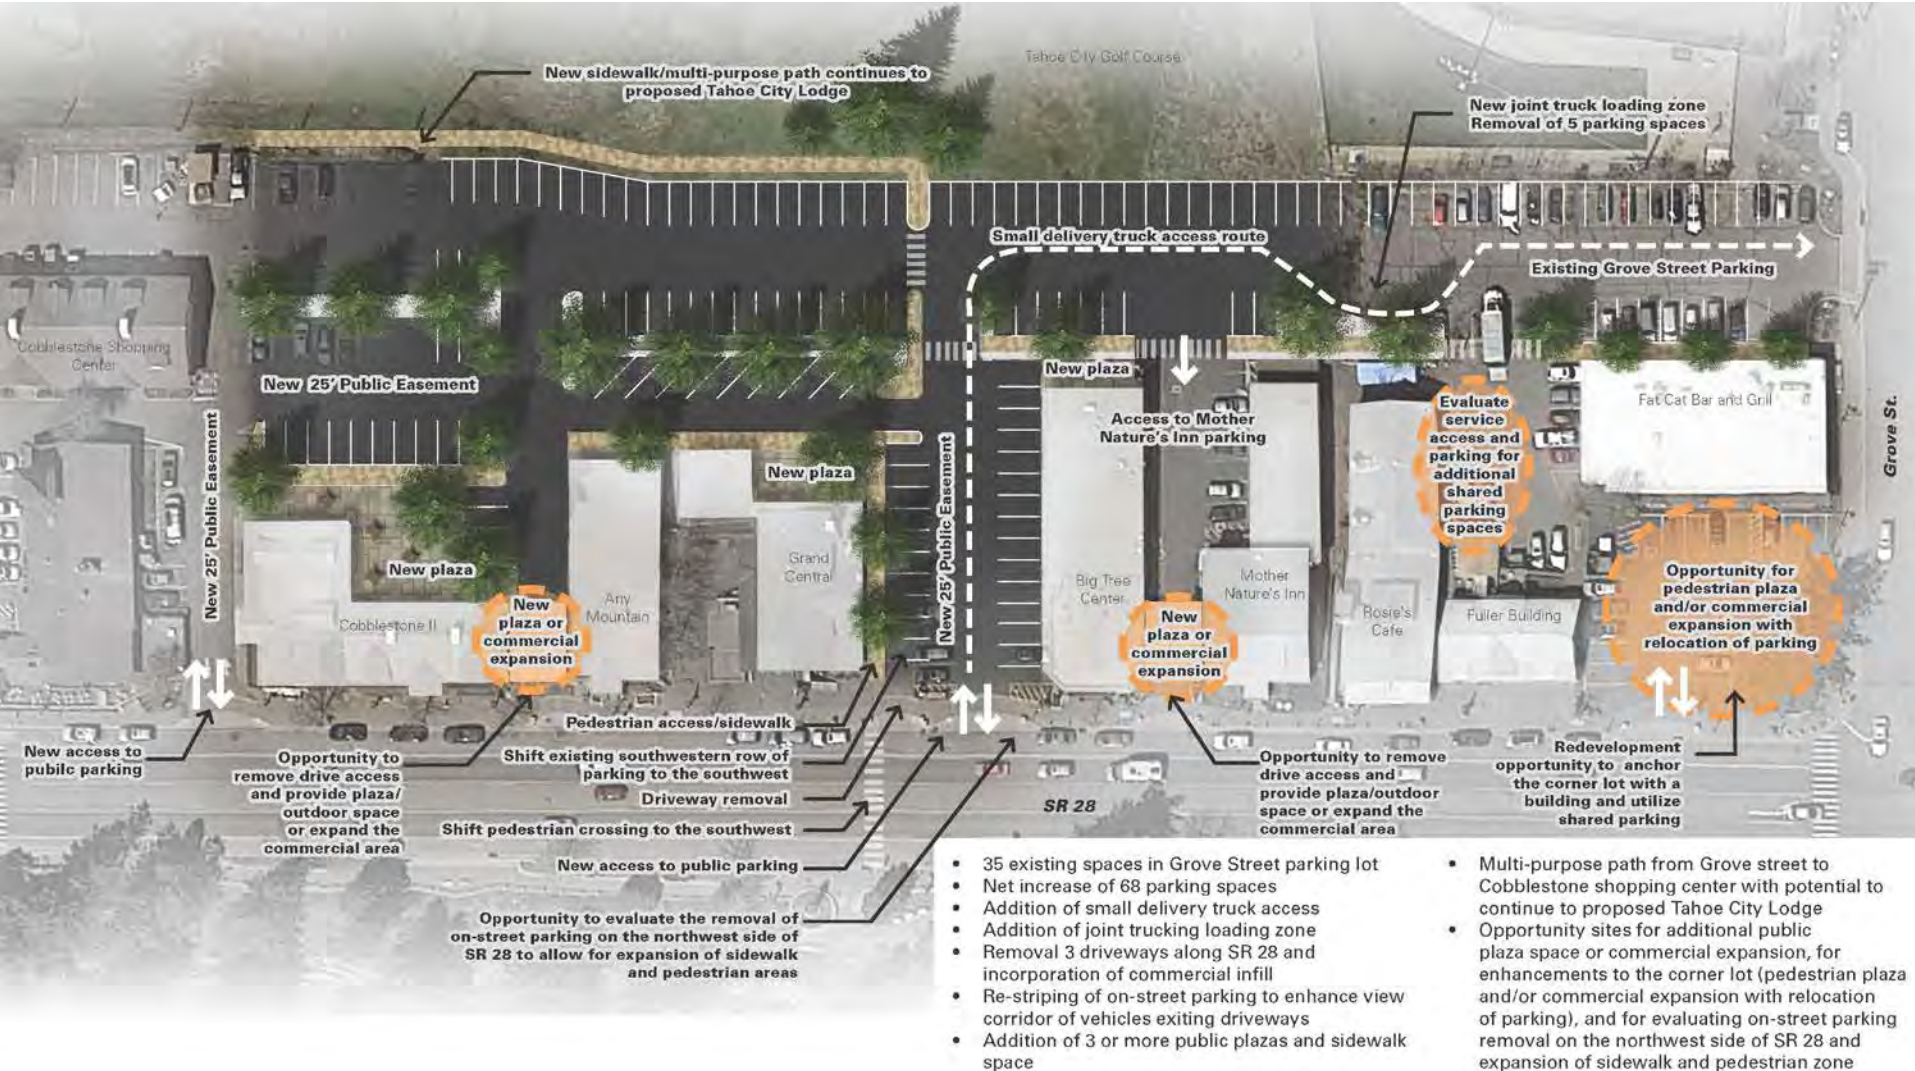 Tahoe City Golf Course
New sidewalk/multi-purpose path continues to
proposed Tahoe City Lodge
New joint truck loading zone
Removal of 5 parking spaces
Small delivery truck access route
Existing Grove Street Parking
Cobblestone Shopping
Center
New 25' Public Easement
New 25' Public Easement
New plaza
Access to Mother
Nature's Inn parking
Evaluate
service
access and
parking for
additional
shared
parking
spaces
Fat Cat Bar and Grill
Grove St.
New plaza
New 25' Public Easement
New plaza
Grand
Central
Any
Mountain
Cobblestone II
New
plaza or
commercial
expansion
Big Tree
Center
New
plaza or
commercial
expansion
Mother
Nature's Inn
Rosie's
Cafe
Fuller Building
Opportunity for
pedestrian plaza
and/or commercial
expansion with
relocation of parking
New access to
public parking
Opportunity to
remove drive access
and provide plaza/
outdoor space
or expand the
commercial area
Pedestrian access/sidewalk
Shift existing southwestern row of
parking to the southwest
Driveway removal
Shift pedestrian crossing to the southwest
New access to public parking
Opportunity to evaluate the removal of
on-street parking on the northwest side of
SR 28 to allow for expansion of sidewalk
and pedestrian areas
SR 28
Opportunity to remove
drive access and
provide plaza/outdoor
space or expand the
commercial area
Redevelopment
opportunity to anchor
the corner lot with a
building and utilize
shared parking
• 35 existing spaces in Grove Street parking lot
• Net increase of 68 parking spaces
• Addition of small delivery truck access
• Addition of joint trucking loading zone
• Removal 3 driveways along SR 28 and
incorporation of commercial infill
• Re-striping of on-street parking to enhance view
corridor of vehicles exiting driveways
• Addition of 3 or more public plazas and sidewalk
space
• Multi-purpose path from Grove street to
Cobblestone shopping center with potential to
continue to proposed Tahoe City Lodge
• Opportunity sites for additional public
plaza space or commercial expansion, for
enhancements to the corner lot (pedestrian plaza
and/or commercial expansion with relocation
of parking), and for evaluating on-street parking
removal on the northwest side of SR 28 and
expansion of sidewalk and pedestrian zone